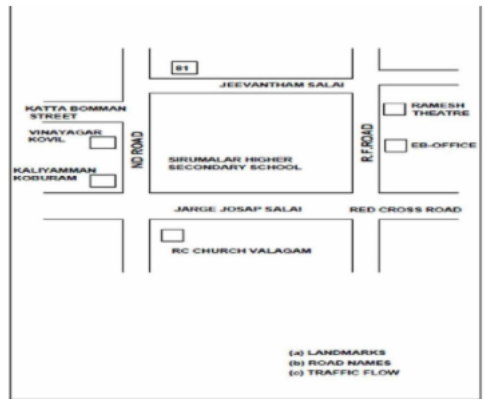 81
JEEVANTHAM SALAI
KATTA BOMMAN
STREET
RAMESH
THEATRE
VINAYAGAR
KOVIL
NO ROAD
R.F.ROAD
EB-OFFICE
SIRUMALAR HIGHER
SECONDARY SCHOOL
KALIYAMMAN
KOBURAM
JARGE JOSAP SALAI
RED CROSS ROAD
RC CHURCH VALAGAM
(a) LANDMARKS
(b) ROAD NAMES
(c) TRAFFIC FLOW